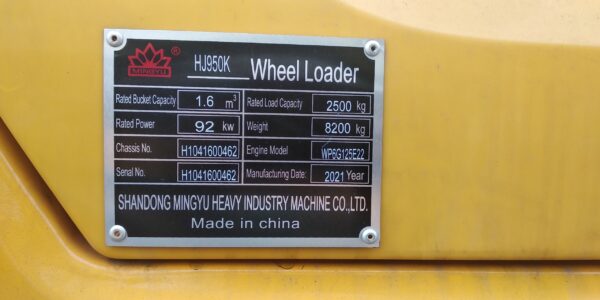 MINGYU ®
HJ950K Wheel Loader
Rated Bucket Capacity 1.6 m³ Rated Load Capacity 2500 kg
Rated Power 92 kw Weight 8200 kg
Chassis No. H1041600462 Engine Model WP6G125E22
Serial No. H1041600462 Manufacturing Date: 2021 Year
SHANDONG MINGYU HEAVY INDUSTRY MACHINE CO.,LTD.
Made in china